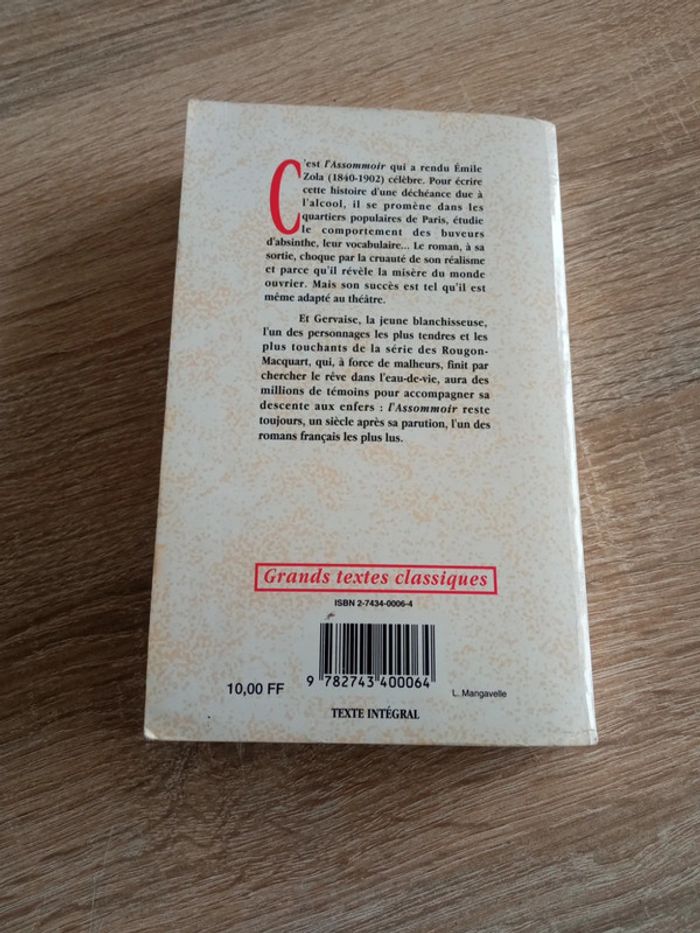 C'est l'Assommoir qui a rendu Émile
Zola (1840-1902) célèbre. Pour écrire
cette histoire d'une déchéance due à
l'alcool, il se promène dans les
quartiers populaires de Paris, étudie
le comportement des buveurs
d'absinthe, leur vocabulaire... Le roman, à sa
sortie, choque par la cruauté de son réalisme
et parce qu'il révèle la misère du monde
ouvrier. Mais son succès est tel qu'il est
même adapté au théâtre.
Et Gervaise, la jeune blanchisseuse,
l'un des personnages les plus tendres et les
plus touchants de la série des Rougon-
Macquart, qui, à force de malheurs, finit par
chercher le rêve dans l'eau-de-vie, aura des
millions de témoins pour accompagner sa
descente aux enfers : l'Assommoir reste
toujours, un siècle après sa parution, l'un des
romans français les plus lus.
Grands textes classiques
ISBN 2-7434-0006-4
9 782743 400064
10,00 FF
L. Mangavelle
TEXTE INTÉGRAL